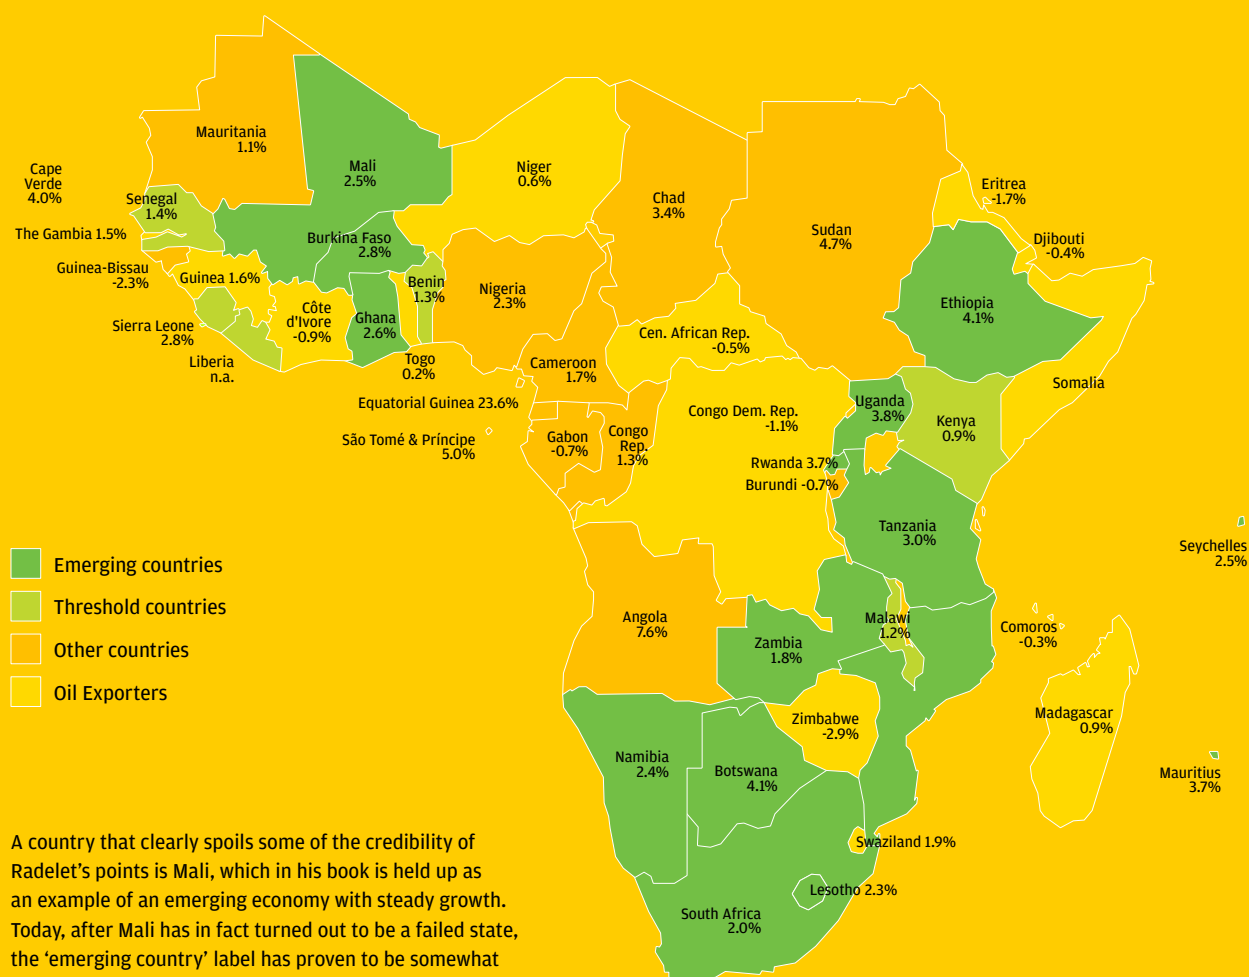 Mauritania
1.1%
Mali
2.5%
Niger
0.6%
Cape
Verde
4.0%
Senegal
1.4%
Chad
3.4%
Eritrea
-1.7%
The Gambia 1.5%
Burkina Faso
2.8%
Sudan
4.7%
Djibouti
-0.4%
Guinea-Bissau
-2.3%
Guinea 1.6%
Benin
1.3%
Nigeria
2.3%
Ethiopia
4.1%
Sierra Leone
2.8%
Côte
d'Ivore
-0.9%
Ghana
2.6%
Cen. African Rep.
-0.5%
Liberia
n.a.
Togo
0.2%
Cameroon
1.7%
Somalia
Equatorial Guinea 23.6%
Congo Dem. Rep.
-1.1%
Uganda
3.8%
Kenya
0.9%
São Tomé & Príncipe
5.0%
Gabon
-0.7%
Congo
Rep.
1.3%
Rwanda 3.7%
Burundi -0.7%
Tanzania
3.0%
Seychelles
2.5%
Emerging countries
Threshold countries
Other countries
Oil Exporters
Angola
7.6%
Zambia
1.8%
Malawi
1.2%
Comoros
-0.3%
Zimbabwe
-2.9%
Madagascar
0.9%
Namibia
2.4%
Botswana
4.1%
Mauritius
3.7%
Swaziland 1.9%
Lesotho 2.3%
South Africa
2.0%
A country that clearly spoils some of the credibility of
Radelet’s points is Mali, which in his book is held up as
an example of an emerging economy with steady growth.
Today, after Mali has in fact turned out to be a failed state,
the ‘emerging country’ label has proven to be somewhat